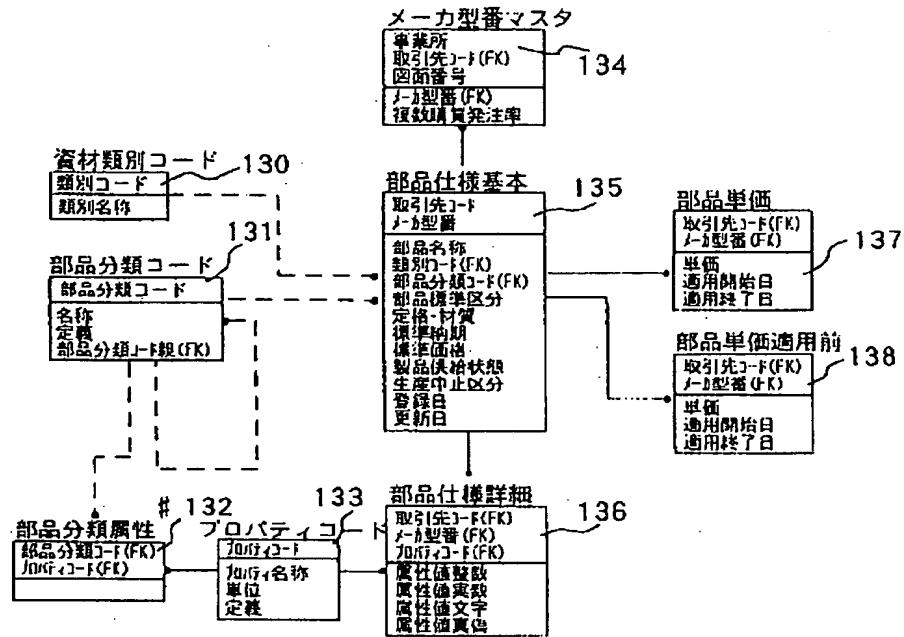 メーカ型番マスタ
事業所
取引先コード(FK)
図面番号
メーカ型番(FK)
複数購買発注率
134
資材類別コード
類別コード
類別名称
130
部品分類コード
131
部品分類コード
名称
定義
部品分類コード親(FK)
部品仕様基本
135
取引先コード
メーカ型番
部品名称
類別コード(FK)
部品分類コード(FK)
部品標準区分
定格・材質
標準納期
標準価格
製品供給状態
生産中止区分
登録日
更新日
部品単価
取引先コード(FK)
メーカ型番(FK)
単価
適用開始日
適用終了日
137
部品単価適用前
取引先コード(FK)
メーカ型番(FK)
単価
適用開始日
適用終了日
138
部品分類属性
# 132
部品分類コード(FK)
プロパティコード(FK)
プロパティコード
133
プロパティコード
プロパティ名称
単位
定義
部品仕様詳細
136
取引先コード(FK)
メーカ型番(FK)
プロパティコード(FK)
属性値整数
属性値実数
属性値文字
属性値真偽